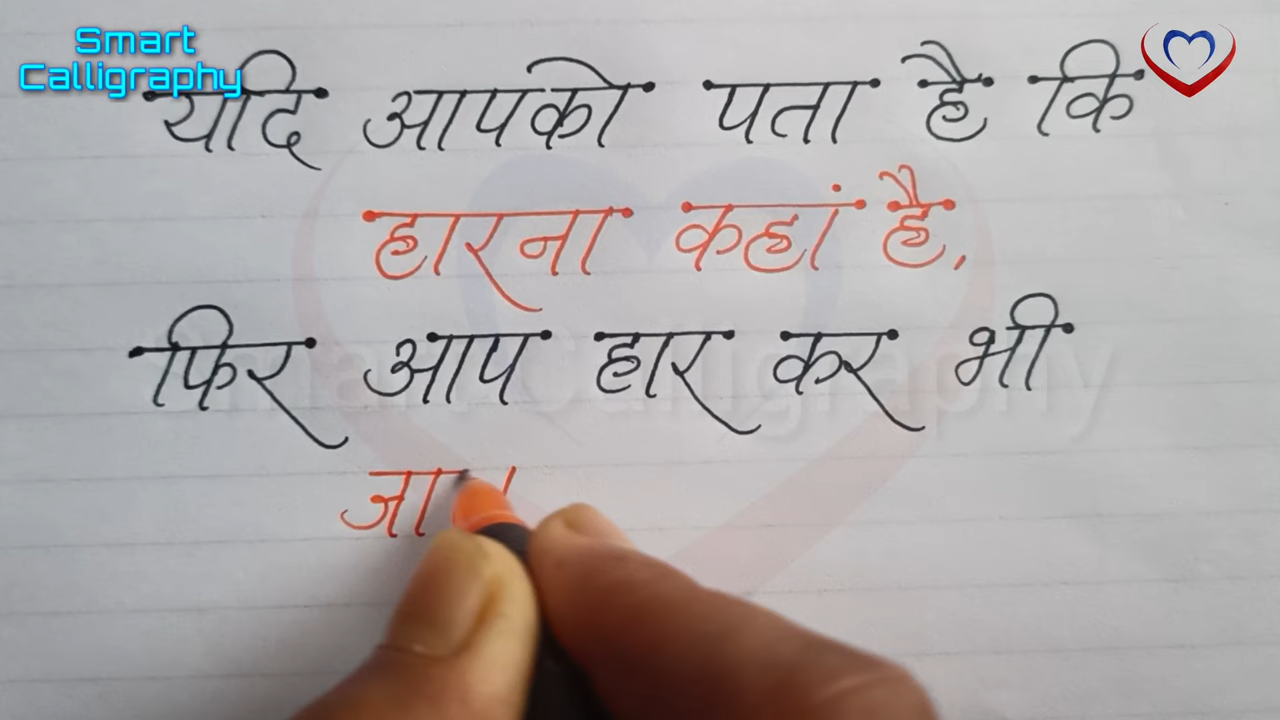 Smart
Calligraphy
यदि आपको पता है कि
हारना कहां है,
फिर आप हार कर भी